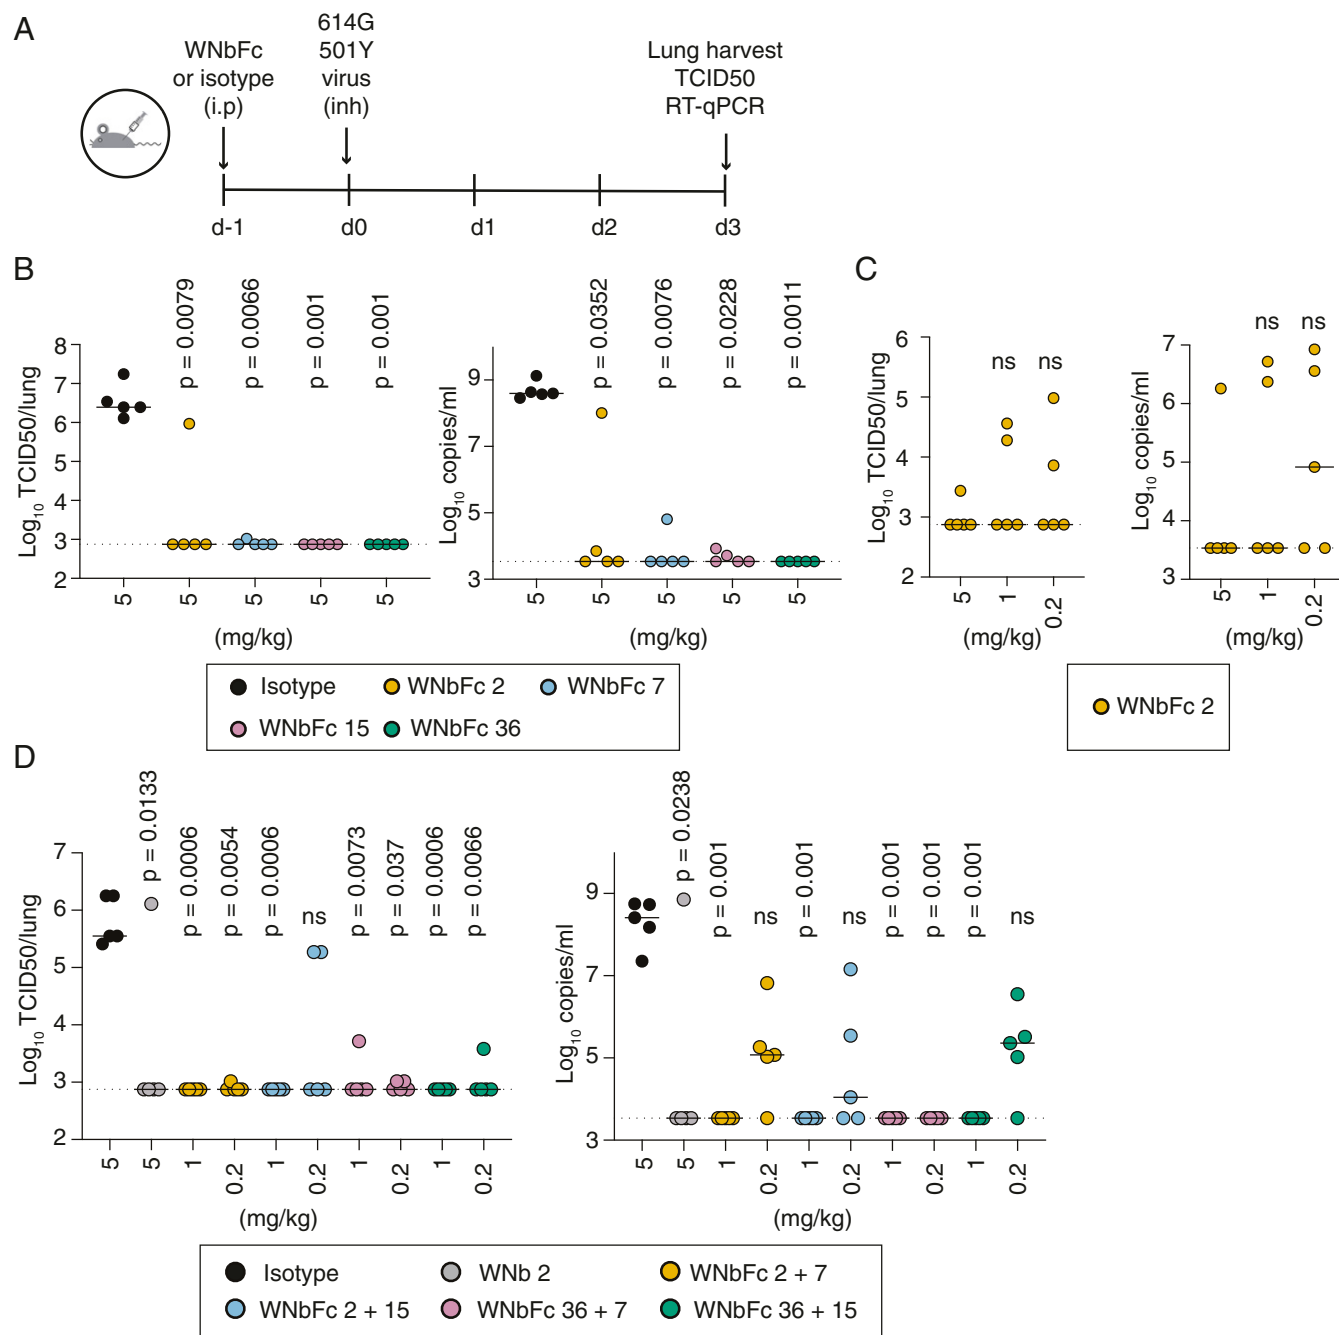 A
WNbFc
or isotype
(i.p)
614G
501Y
virus
(inh)
Lung harvest
TCID50
RT-qPCR
d-1
d0
d1
d2
d3
B
Log10 TCID50/lung
8
7
6
5
4
3
2
p = 0.0079
p = 0.0066
p = 0.001
p = 0.001
5
5
5
5
5
(mg/kg)
Log10 copies/ml
9
7
5
3
p = 0.0352
p = 0.0076
p = 0.0228
p = 0.0011
5
5
5
5
5
(mg/kg)
Isotype
WNbFc 2
WNbFc 7
WNbFc 15
WNbFc 36
C
Log10 TCID50/lung
6
5
4
3
2
ns
ns
5
1
0.2
(mg/kg)
Log10 copies/ml
7
6
5
4
3
ns
ns
5
1
0.2
(mg/kg)
WNbFc 2
D
Log10 TCID50/lung
7
6
5
4
3
2
p = 0.0133
p = 0.0006
p = 0.0054
p = 0.0006
ns
p = 0.0073
p = 0.037
p = 0.0006
p = 0.0066
5
5
1
0.2
1
0.2
1
0.2
1
0.2
(mg/kg)
Log10 copies/ml
9
7
5
3
p = 0.0238
p = 0.001
ns
p = 0.001
ns
p = 0.001
p = 0.001
p = 0.001
ns
5
5
1
0.2
1
0.2
1
0.2
1
0.2
(mg/kg)
Isotype
WNb 2
WNbFc 2 + 7
WNbFc 2 + 15
WNbFc 36 + 7
WNbFc 36 + 15